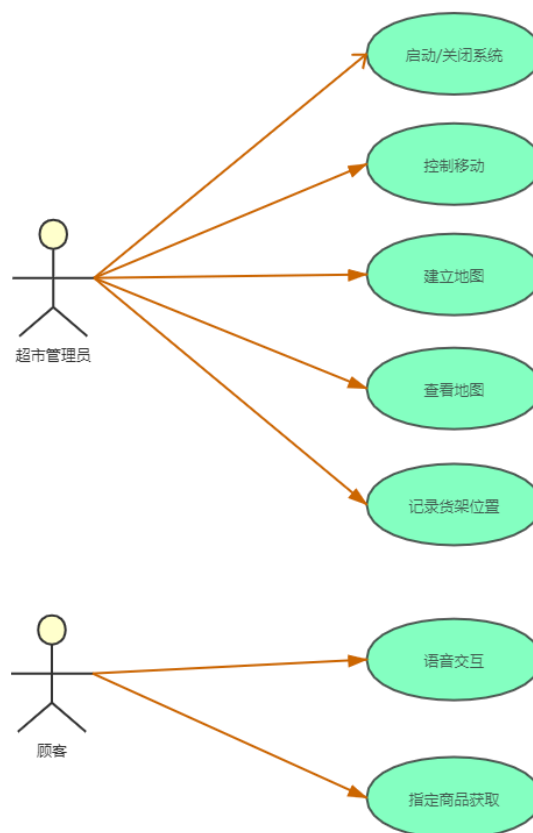 启动/关闭系统
控制移动
建立地图
超市管理员
查看地图
记录货架位置
语音交互
顾客
指定商品获取